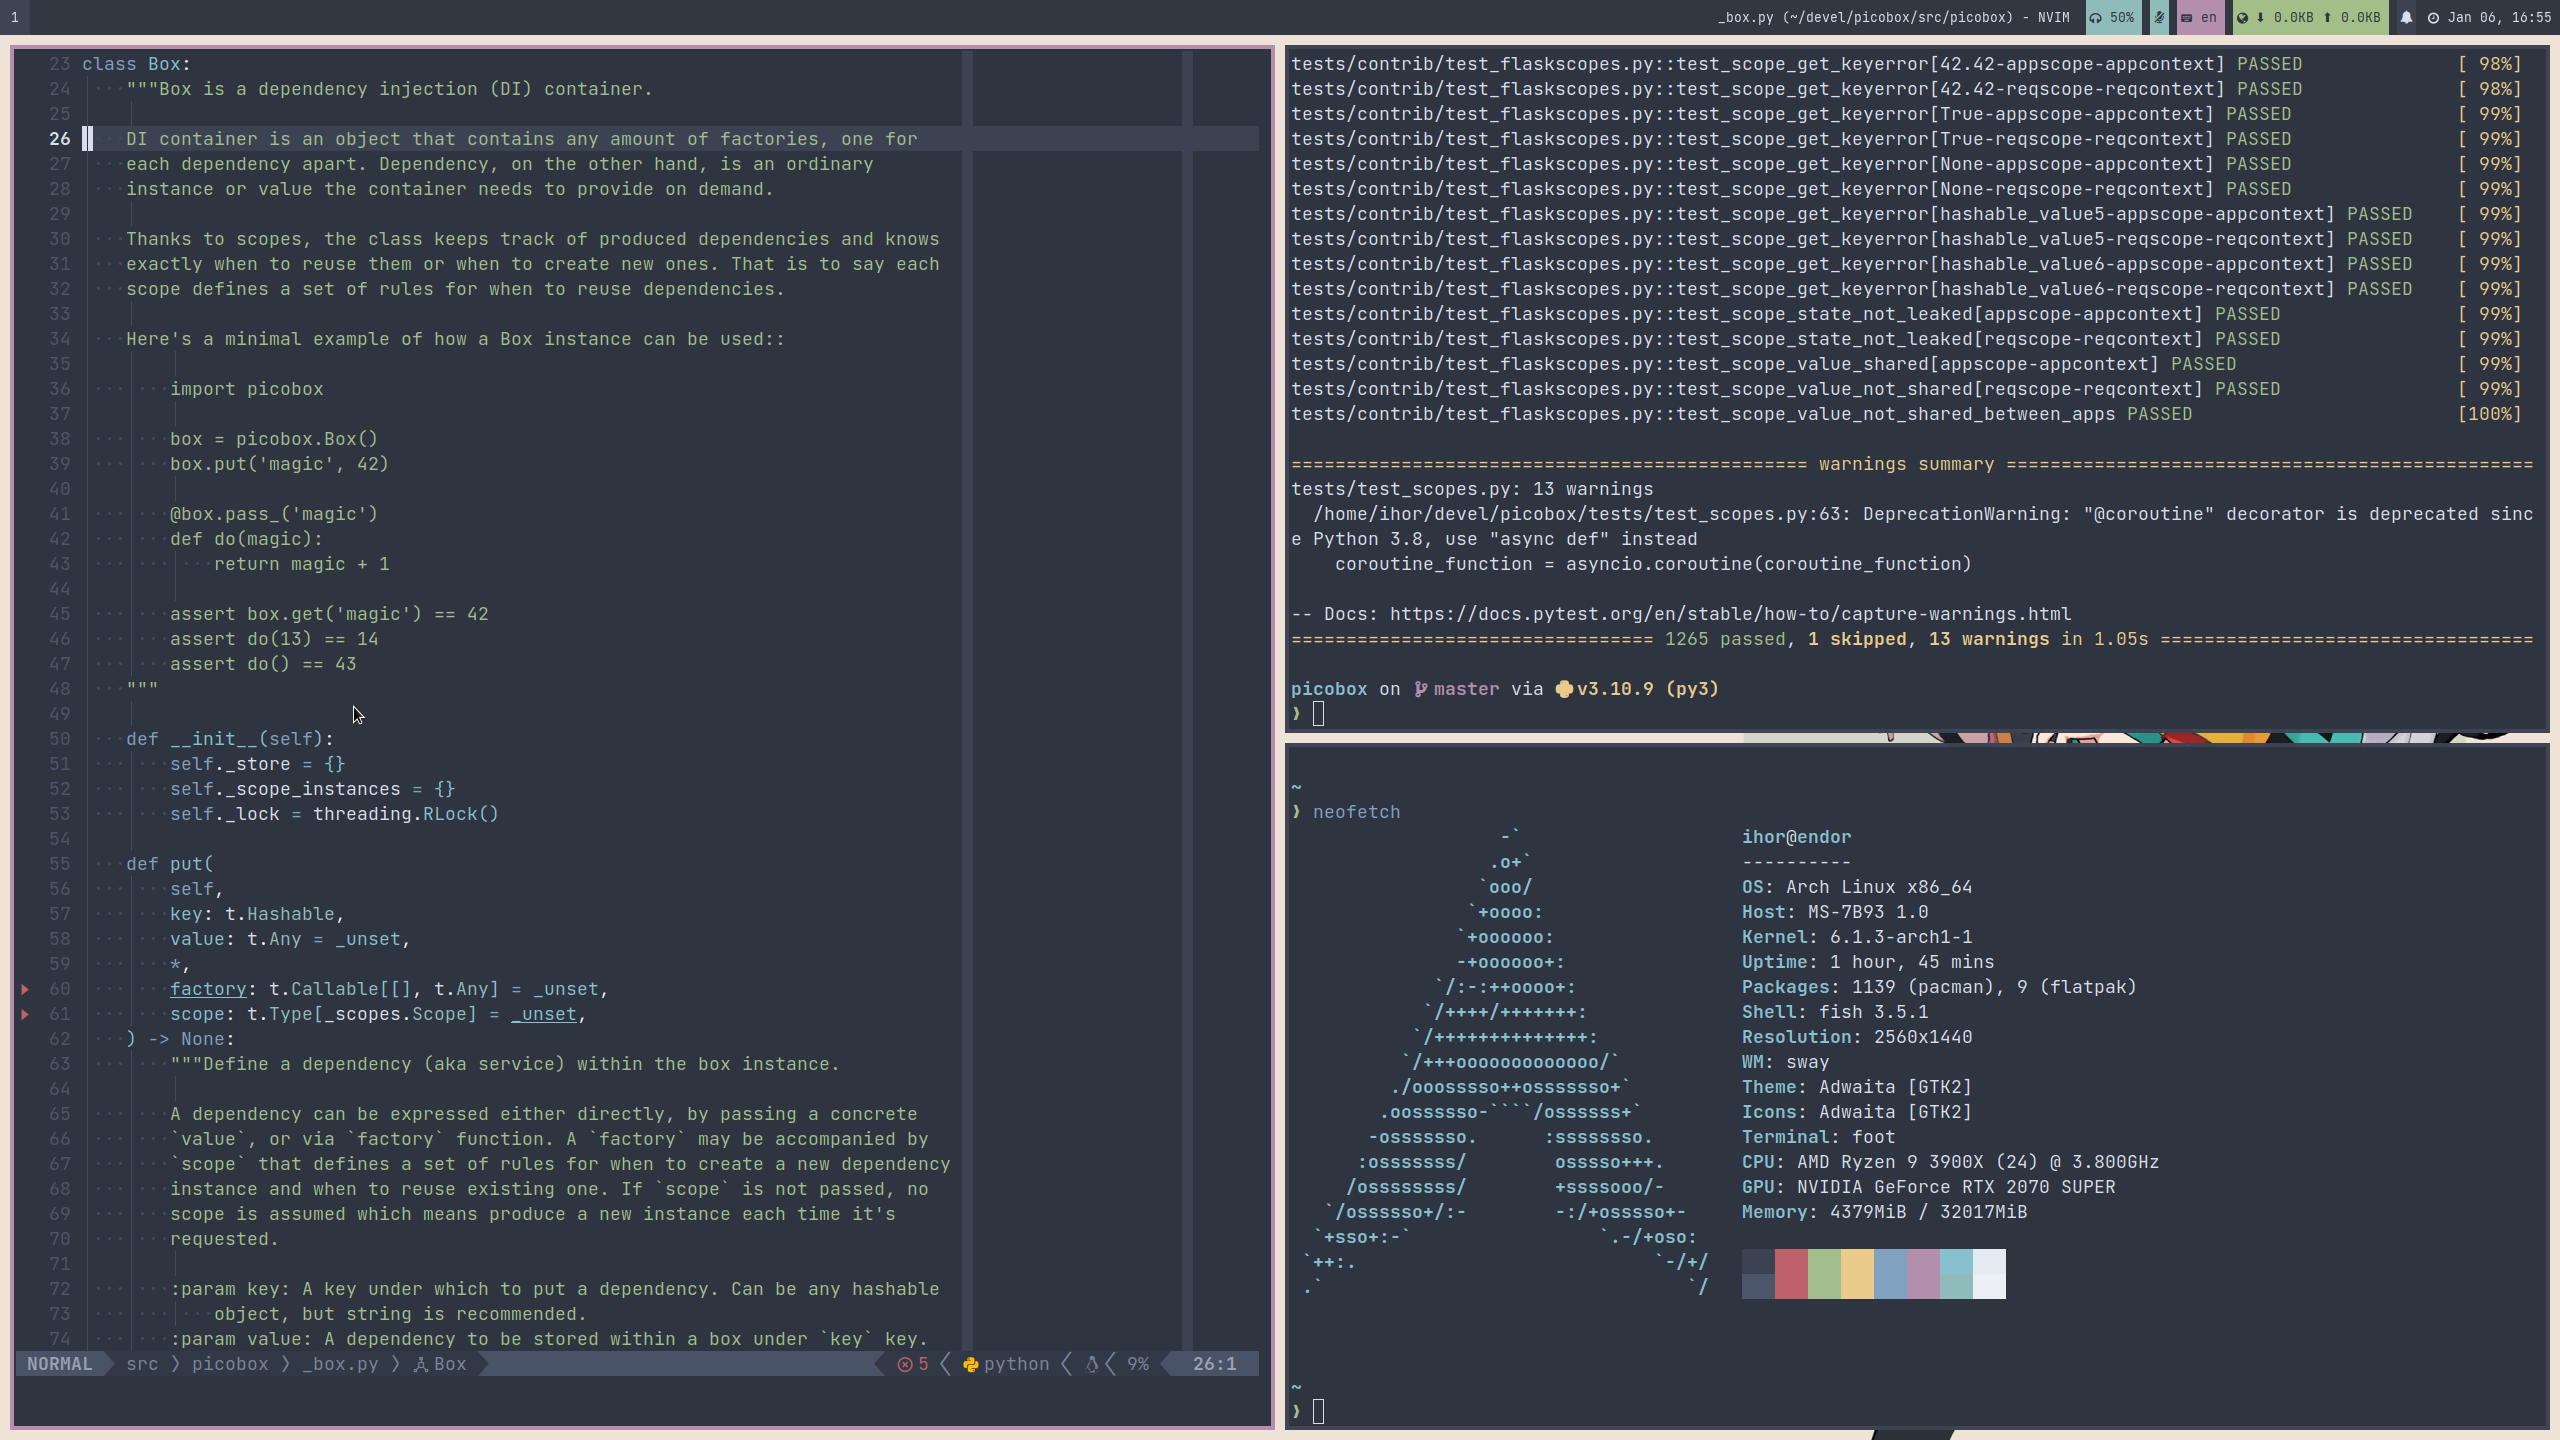 1
_box.py (~/devel/picobox/src/picobox) - NVIM
50%
en
0.0KB 0.0KB
Jan 06, 16:55
23 class Box:
24 """Box is a dependency injection (DI) container.
25
26 DI container is an object that contains any amount of factories, one for
27 each dependency apart. Dependency, on the other hand, is an ordinary
28 instance or value the container needs to provide on demand.
29
30 Thanks to scopes, the class keeps track of produced dependencies and knows
31 exactly when to reuse them or when to create new ones. That is to say each
32 scope defines a set of rules for when to reuse dependencies.
33
34 Here's a minimal example of how a Box instance can be used::
35
36 import picobox
37
38 box = picobox.Box()
39 box.put('magic', 42)
40
41 @box.pass_('magic')
42 def do(magic):
43 return magic + 1
44
45 assert box.get('magic') == 42
46 assert do(13) == 14
47 assert do() == 43
48 """
49
50 def __init__(self):
51 self._store = {}
52 self._scope_instances = {}
53 self._lock = threading.RLock()
54
55 def put(
56 self,
57 key: t.Hashable,
58 value: t.Any = _unset,
59 *,
60 factory: t.Callable[[], t.Any] = _unset,
61 scope: t.Type[_scopes.Scope] = _unset,
62 ) -> None:
63 """Define a dependency (aka service) within the box instance.
64
65 A dependency can be expressed either directly, by passing a concrete
66 `value`, or via `factory` function. A `factory` may be accompanied by
67 `scope` that defines a set of rules for when to create a new dependency
68 instance and when to reuse existing one. If `scope` is not passed, no
69 scope is assumed which means produce a new instance each time it's
70 requested.
71
72 :param key: A key under which to put a dependency. Can be any hashable
73 object, but string is recommended.
74 :param value: A dependency to be stored within a box under `key` key.
NORMAL src 〉 picobox 〉 _box.py 〉 Box 5 〈 python 〈 〈 9% 26:1
tests/contrib/test_flaskscopes.py::test_scope_get_keyerror[42.42-appscope-appcontext] PASSED [ 98%]
tests/contrib/test_flaskscopes.py::test_scope_get_keyerror[42.42-reqscope-reqcontext] PASSED [ 98%]
tests/contrib/test_flaskscopes.py::test_scope_get_keyerror[True-appscope-appcontext] PASSED [ 99%]
tests/contrib/test_flaskscopes.py::test_scope_get_keyerror[True-reqscope-reqcontext] PASSED [ 99%]
tests/contrib/test_flaskscopes.py::test_scope_get_keyerror[None-appscope-appcontext] PASSED [ 99%]
tests/contrib/test_flaskscopes.py::test_scope_get_keyerror[None-reqscope-reqcontext] PASSED [ 99%]
tests/contrib/test_flaskscopes.py::test_scope_get_keyerror[hashable_value5-appscope-appcontext] PASSED [ 99%]
tests/contrib/test_flaskscopes.py::test_scope_get_keyerror[hashable_value5-reqscope-reqcontext] PASSED [ 99%]
tests/contrib/test_flaskscopes.py::test_scope_get_keyerror[hashable_value6-appscope-appcontext] PASSED [ 99%]
tests/contrib/test_flaskscopes.py::test_scope_get_keyerror[hashable_value6-reqscope-reqcontext] PASSED [ 99%]
tests/contrib/test_flaskscopes.py::test_scope_state_not_leaked[appscope-appcontext] PASSED [ 99%]
tests/contrib/test_flaskscopes.py::test_scope_state_not_leaked[reqscope-reqcontext] PASSED [ 99%]
tests/contrib/test_flaskscopes.py::test_scope_value_shared[appscope-appcontext] PASSED [ 99%]
tests/contrib/test_flaskscopes.py::test_scope_value_not_shared[reqscope-reqcontext] PASSED [ 99%]
tests/contrib/test_flaskscopes.py::test_scope_value_not_shared_between_apps PASSED [100%]
=============================================== warnings summary ================================================
tests/test_scopes.py: 13 warnings
/home/ihor/devel/picobox/tests/test_scopes.py:63: DeprecationWarning: "@coroutine" decorator is deprecated sinc
e Python 3.8, use "async def" instead
coroutine_function = asyncio.coroutine(coroutine_function)
-- Docs: https://docs.pytest.org/en/stable/how-to/capture-warnings.html
================================= 1265 passed, 1 skipped, 13 warnings in 1.05s ==================================
picobox on master via v3.10.9 (py3)
❱
~
❱ neofetch
-`
.o+`
`ooo/
`+oooo:
`+oooooo:
-+oooooo+:
`/:-:++oooo+:
`/++++/+++++++:
`/++++++++++++++:
`/+++ooooooooooooo/`
./ooosssso++osssssso+`
.oossssso-````/ossssss+`
-osssssso. :ssssssso.
:osssssss/ osssso+++.
/ossssssss/ +ssssooo/-
`/ossssso+/:- -:/+osssso+-
`+sso+:-` `.-/+oso:
`++:. `-/+/
.` `/
ihor@endor
----------
OS: Arch Linux x86_64
Host: MS-7B93 1.0
Kernel: 6.1.3-arch1-1
Uptime: 1 hour, 45 mins
Packages: 1139 (pacman), 9 (flatpak)
Shell: fish 3.5.1
Resolution: 2560x1440
WM: sway
Theme: Adwaita [GTK2]
Icons: Adwaita [GTK2]
Terminal: foot
CPU: AMD Ryzen 9 3900X (24) @ 3.800GHz
GPU: NVIDIA GeForce RTX 2070 SUPER
Memory: 4379MiB / 32017MiB
~
❱